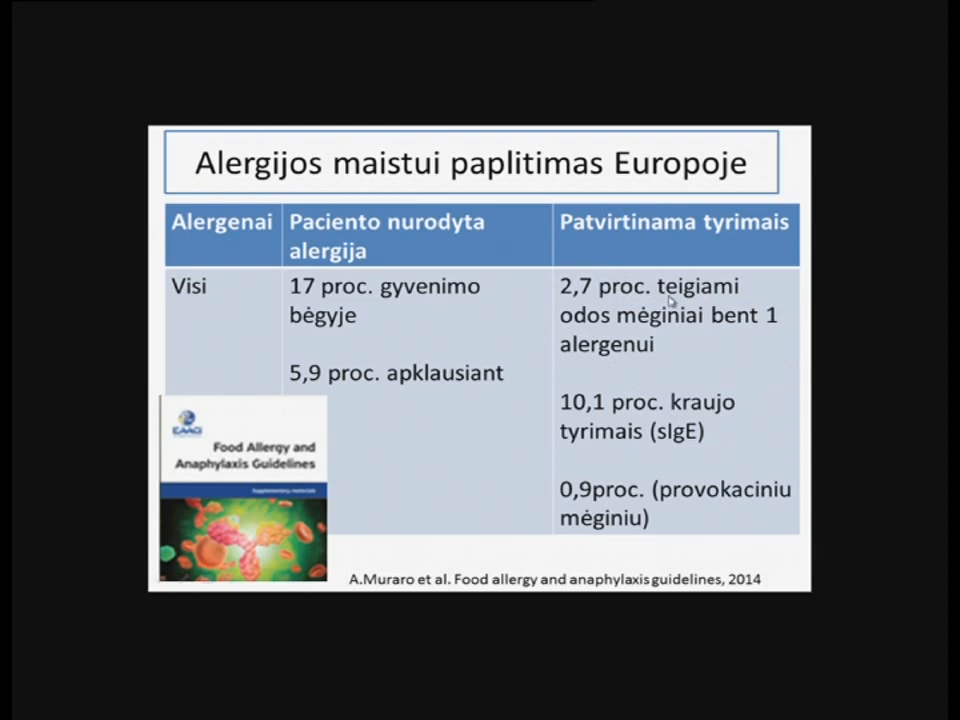 Alergijos maistui paplitimas Europoje
Alergenai
Paciento nurodyta
alergija
Patvirtinama tyrimais
Visi
17 proc. gyvenimo
bėgyje
5,9 proc. apklausiant
2,7 proc. teigiami
odos mėginiai bent 1
alergenui
10,1 proc. kraujo
tyrimais (sIgE)
0,9proc. (provokaciniu
mėginiu)
EAACI
Food Allergy and
Anaphylaxis Guidelines
Supplementary materials
A.Muraro et al. Food allergy and anaphylaxis guidelines, 2014